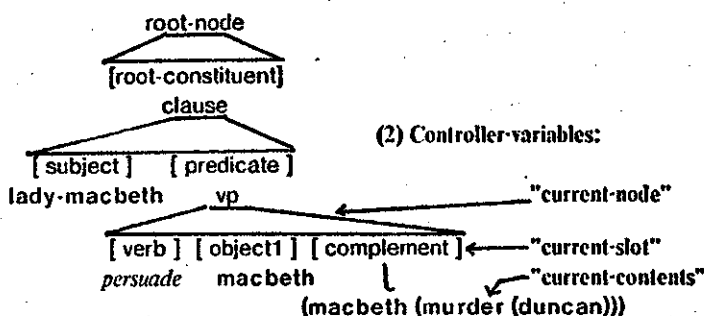 root-node
[root-constituent]
clause
(2) Controller-variables:
[ subject ] [ predicate ]
lady-macbeth vp
"current-node"
[ verb ] [ object1 ] [ complement ] "current-slot"
persuade macbeth "current-contents"
(macbeth (murder (duncan)))